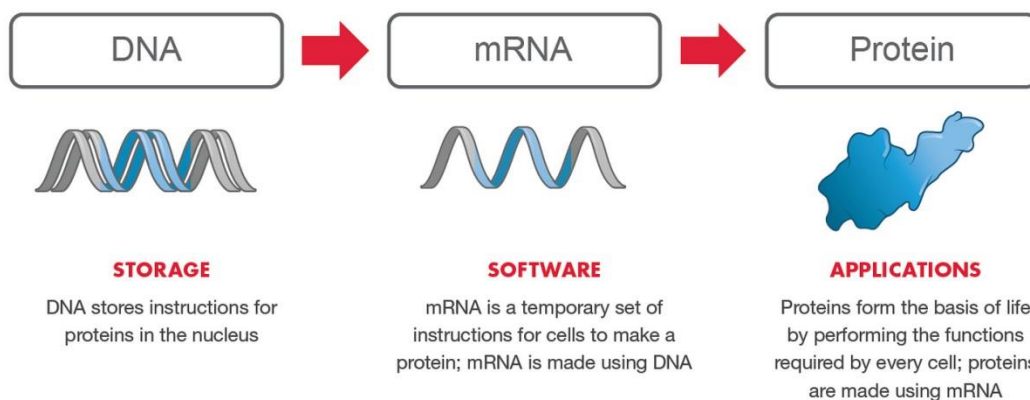 DNA
mRNA
Protein
STORAGE
DNA stores instructions for
proteins in the nucleus
SOFTWARE
mRNA is a temporary set of
instructions for cells to make a
protein; mRNA is made using DNA
APPLICATIONS
Proteins form the basis of life
by performing the functions
required by every cell; proteins
are made using mRNA